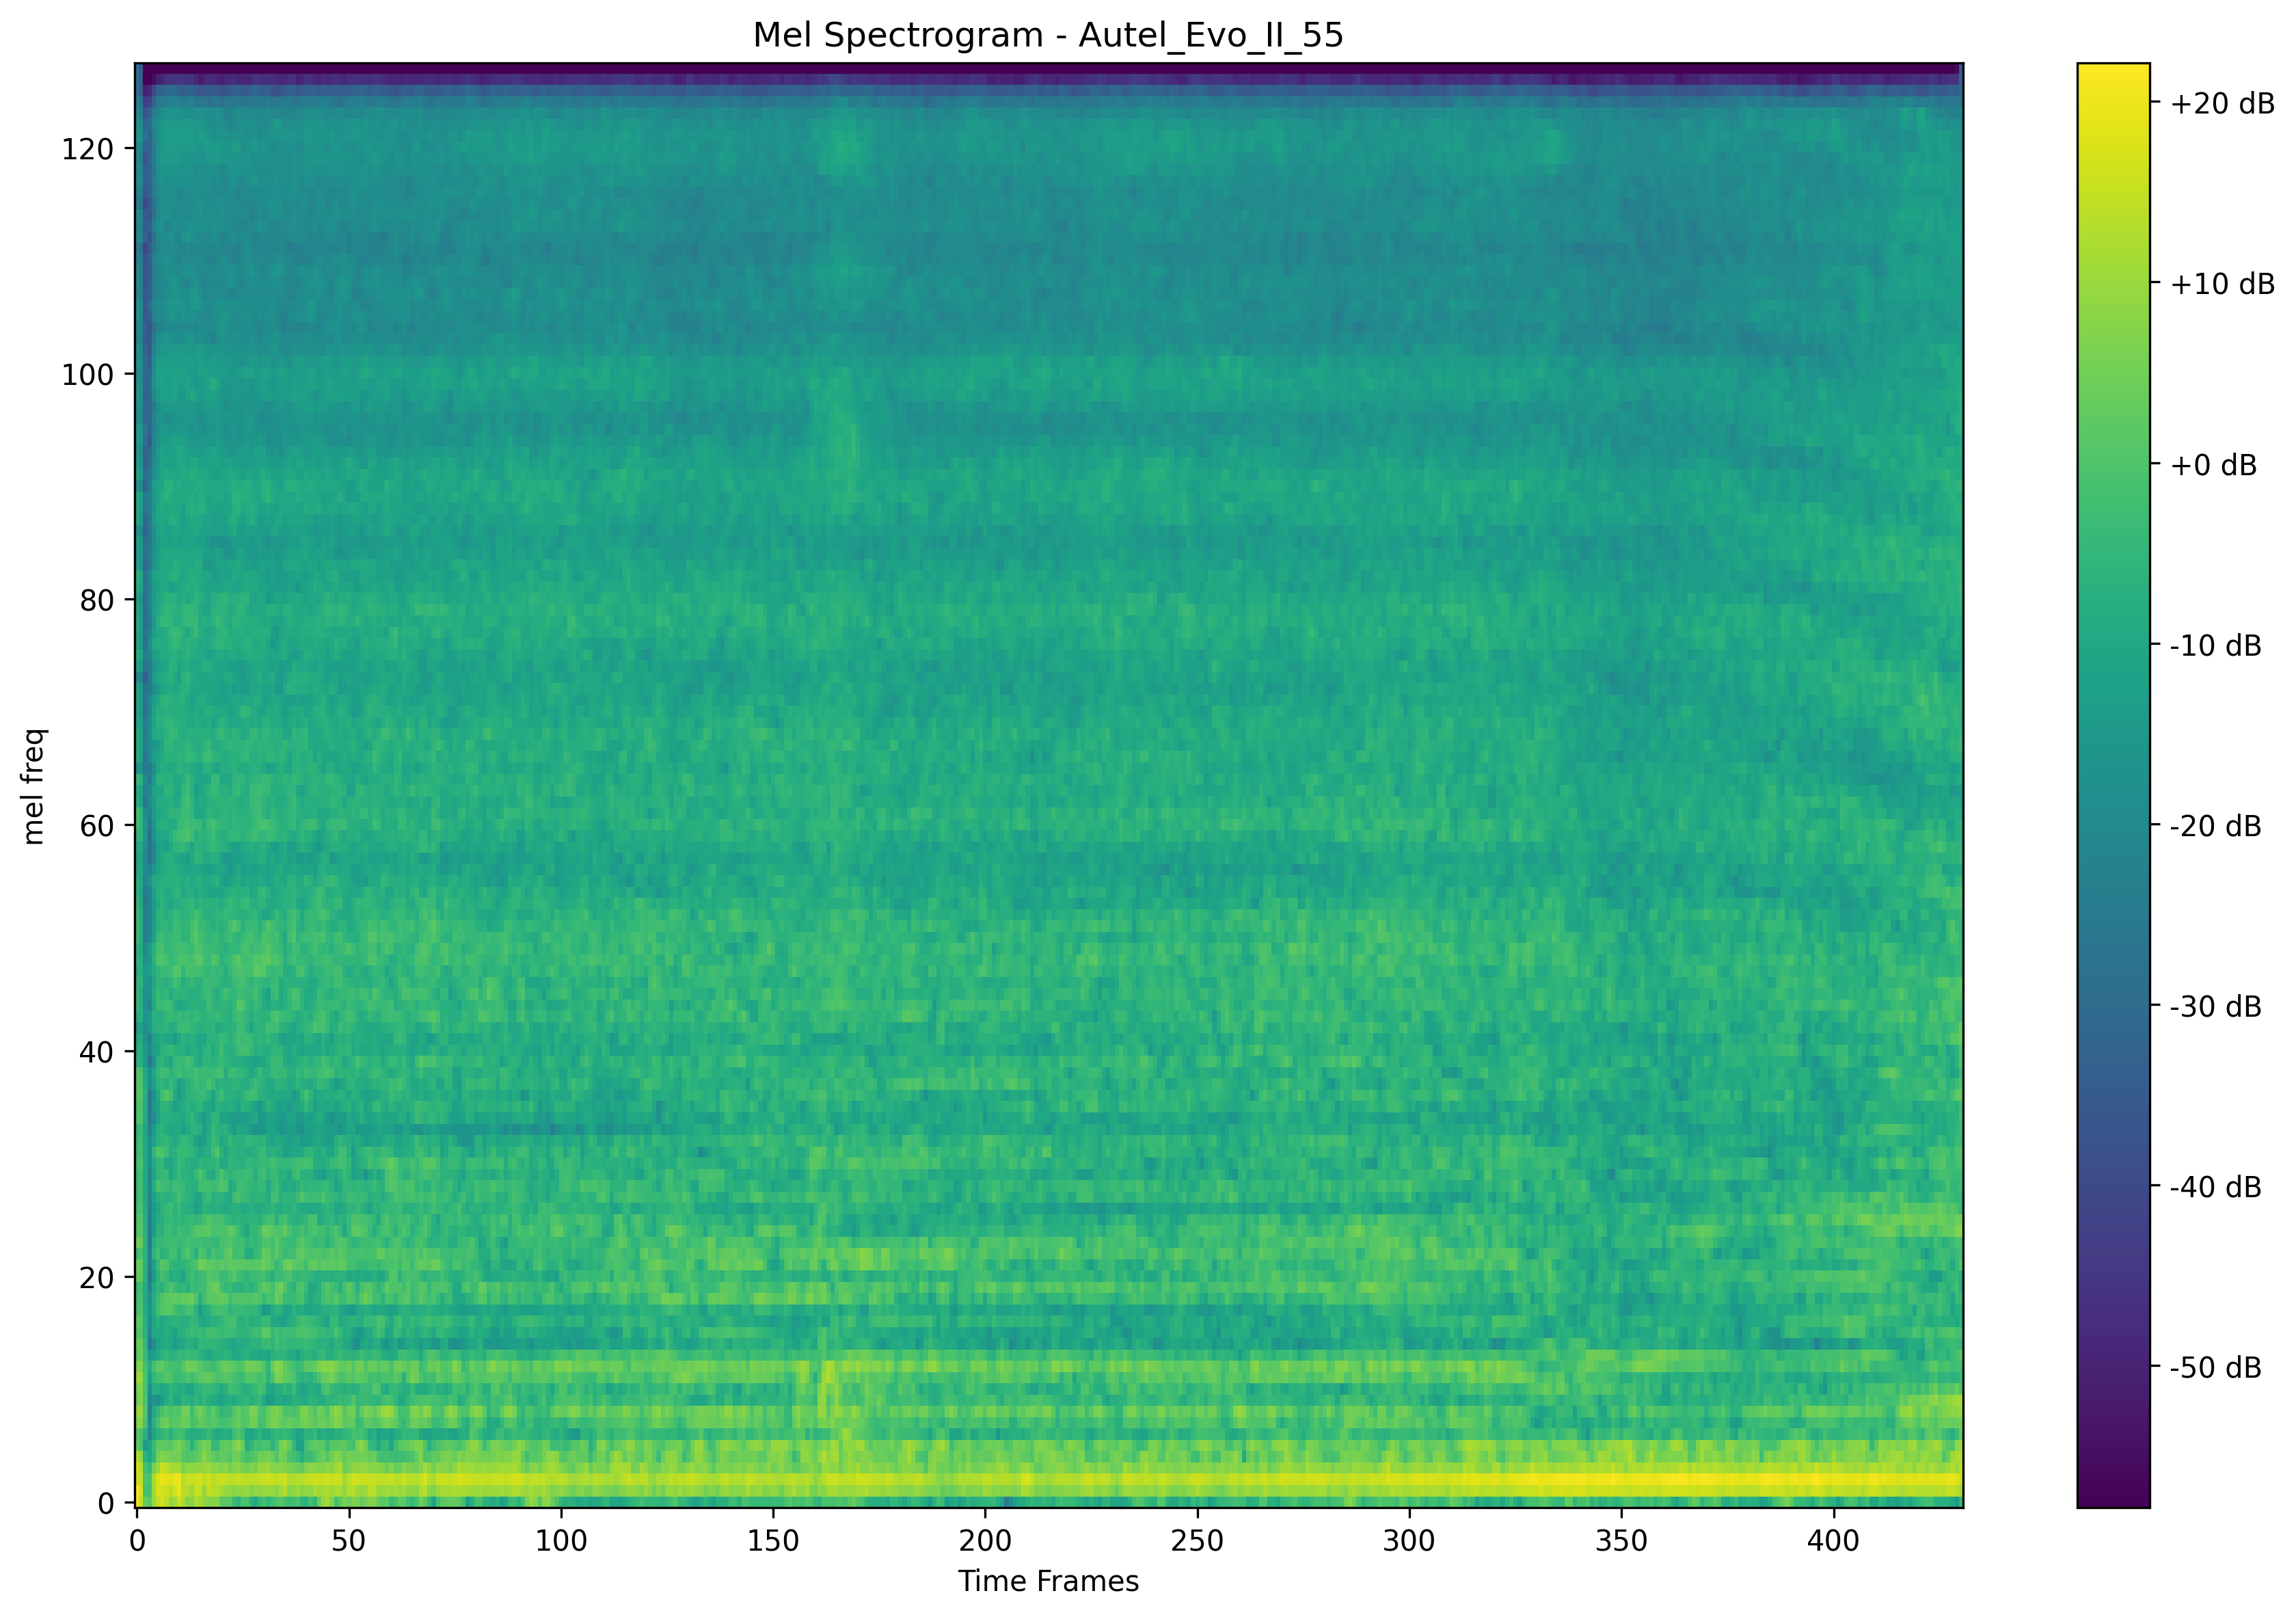 Mel Spectrogram - Autel_Evo_II_55
mel freq
120
100
80
60
40
20
0
0 50 100 150 200 250 300 350 400
Time Frames
+20 dB
+10 dB
+0 dB
-10 dB
-20 dB
-30 dB
-40 dB
-50 dB